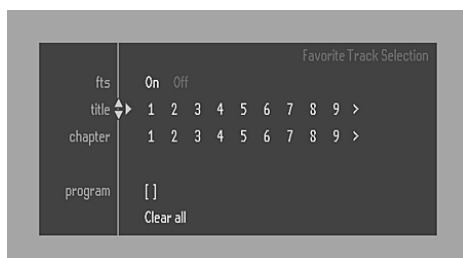 Favorite Track Selection
fts On Off
title 1 2 3 4 5 6 7 8 9 >
chapter 1 2 3 4 5 6 7 8 9 >
program [ ]
Clear all